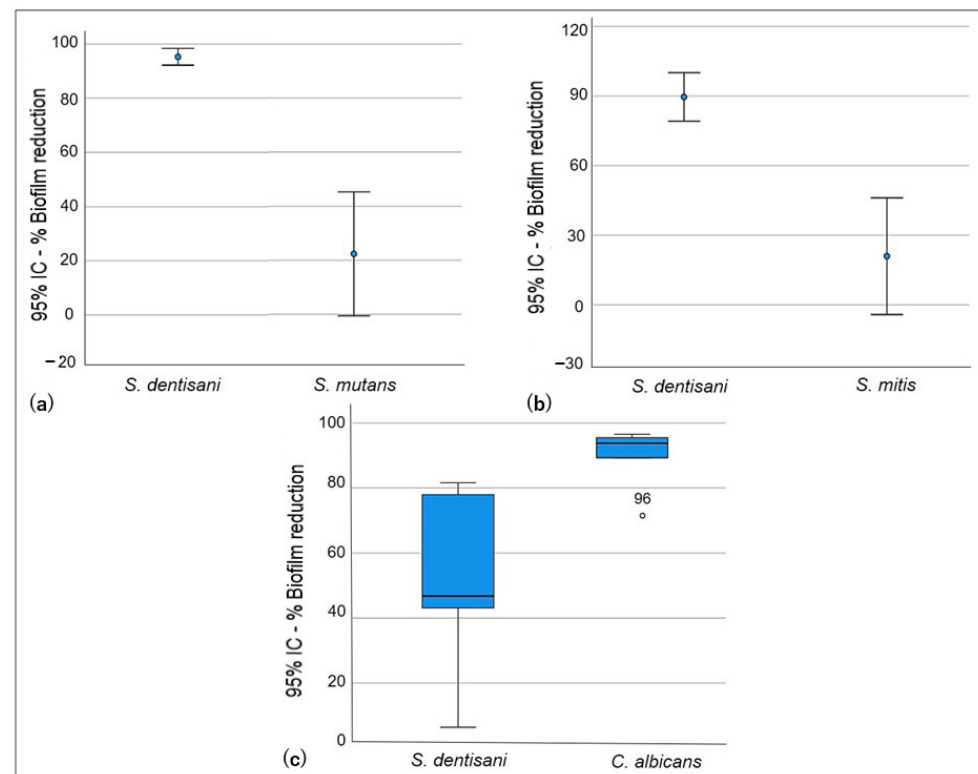 95% IC - % Biofilm reduction
100
80
60
40
20
0
−20
S. dentisani
S. mutans
(a)
95% IC - % Biofilm reduction
120
90
60
30
0
−30
S. dentisani
S. mitis
(b)
95% IC - % Biofilm reduction
100
80
60
40
20
0
96
S. dentisani
C. albicans
(c)